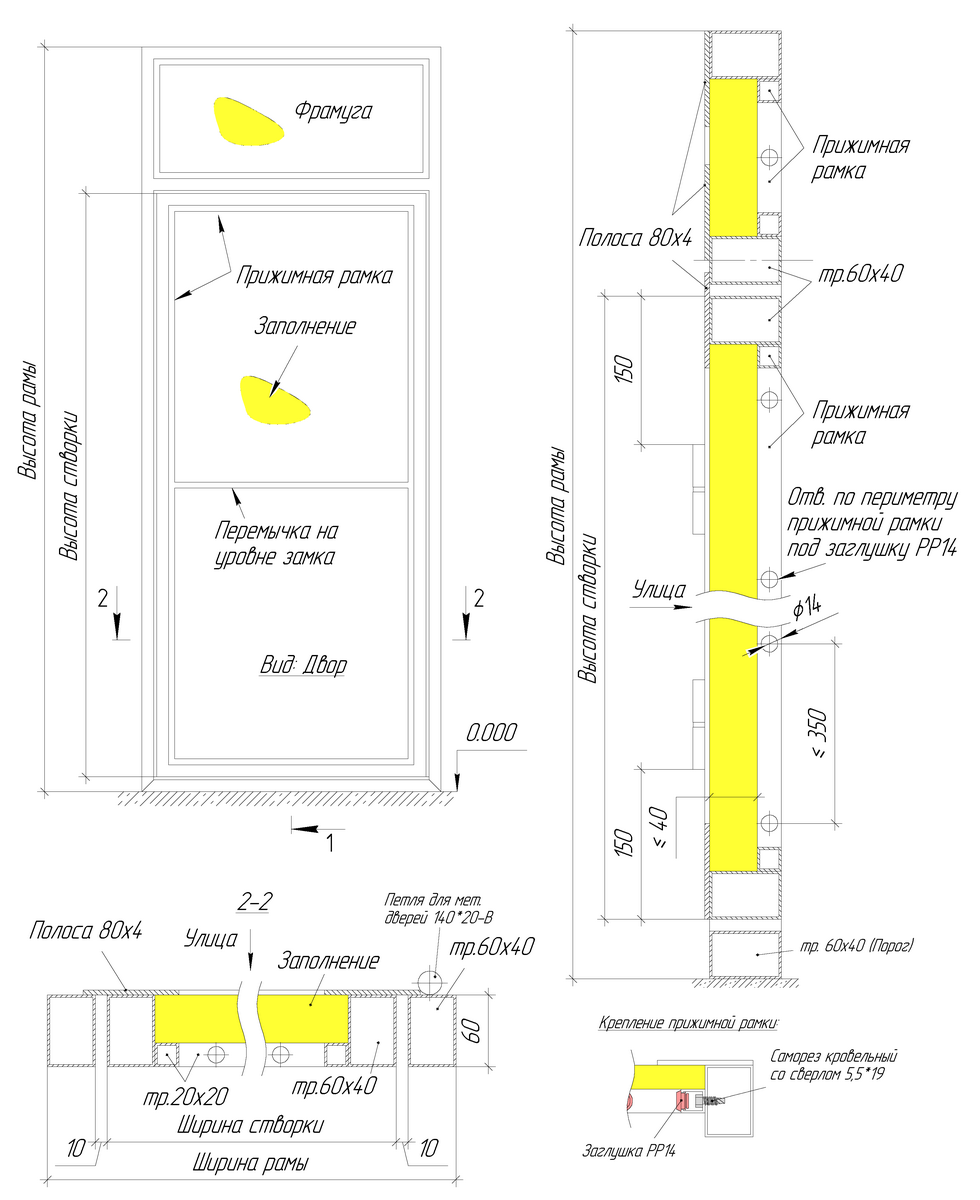 Фрамуга
Прижимная рамка
Заполнение
Высота рамы
Высота створки
Перемычка на
уровне замка
2
2
Вид: Двор
0.000
1
Прижимная
рамка
Полоса 80х4
тр.60х40
150
Прижимная
рамка
Высота рамы
Высота створки
Отв. по периметру
прижимной рамки
под заглушку РР14
Улица
ϕ14
≤ 350
≤ 40
150
тр. 60х40 (Порог)
2-2
Петля для мет.
дверей 140*20-В
Полоса 80х4
Улица
тр.60х40
Заполнение
60
тр.20х20
тр.60х40
Ширина створки
10
10
Ширина рамы
Крепление прижимной рамки:
Саморез кровельный
со сверлом 5,5*19
Заглушка РР14